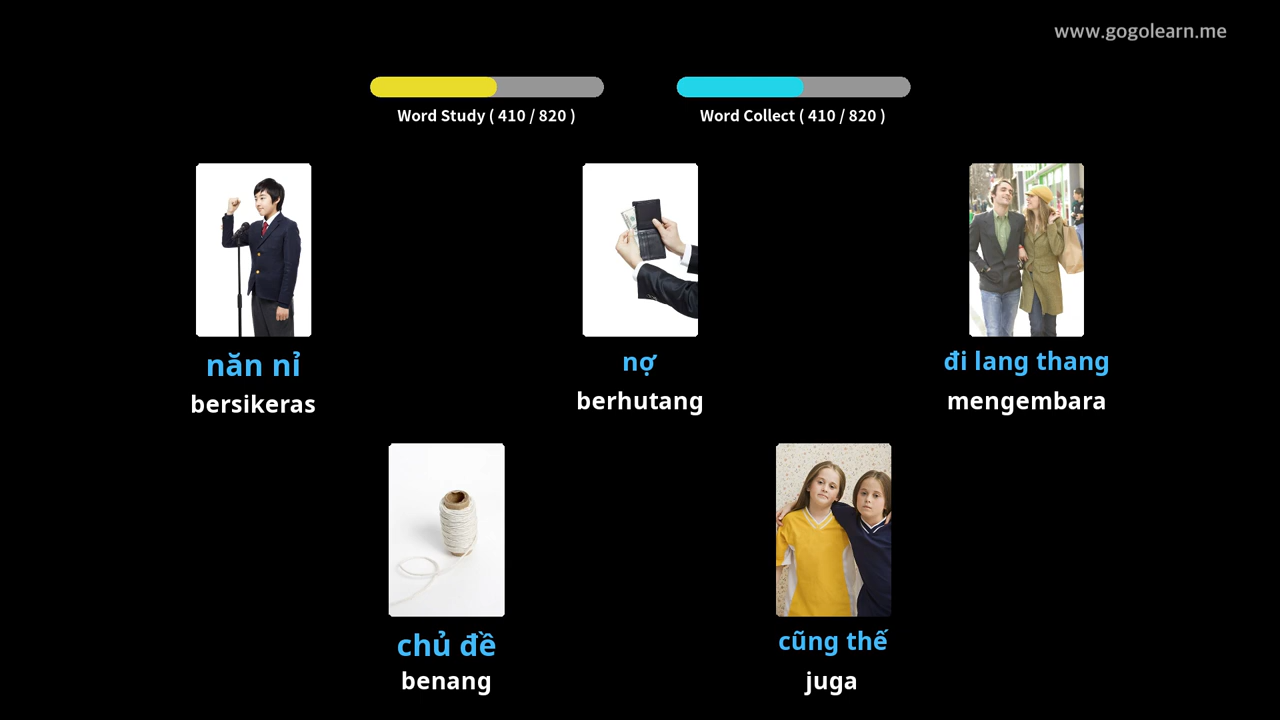 www.gogolearn.me
Word Study ( 410 / 820 )
Word Collect ( 410 / 820 )
năn nỉ
bersikeras
nợ
berhutang
đi lang thang
mengembara
chủ đề
benang
cũng thế
juga